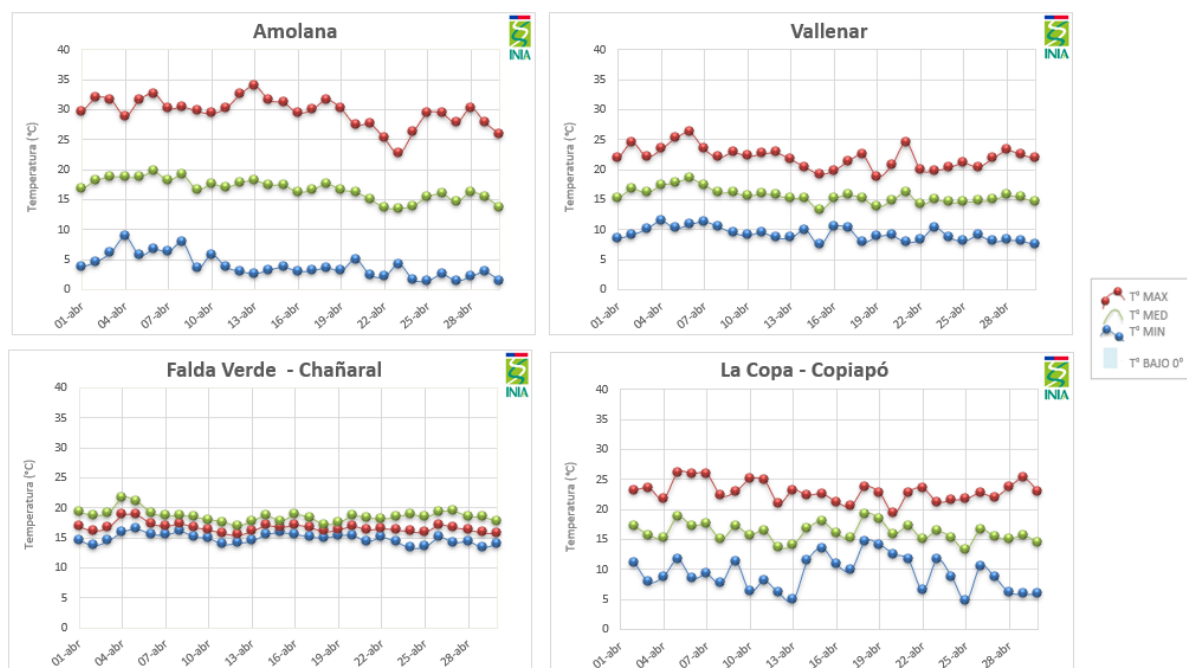 Amolana
INIA
Temperatura (°C)
40
35
30
25
20
15
10
5
0
01-abr
04-abr
07-abr
10-abr
13-abr
16-abr
19-abr
22-abr
25-abr
28-abr
Vallenar
INIA
Temperatura (°C)
40
35
30
25
20
15
10
5
0
01-abr
04-abr
07-abr
10-abr
13-abr
16-abr
19-abr
22-abr
25-abr
28-abr
T° MAX
T° MED
T° MIN
T° BAJO 0°
Falda Verde - Chañaral
INIA
Temperatura (°C)
40
35
30
25
20
15
10
5
0
01-abr
04-abr
07-abr
10-abr
13-abr
16-abr
19-abr
22-abr
25-abr
28-abr
La Copa - Copiapó
INIA
Temperatura (°C)
40
35
30
25
20
15
10
5
0
01-abr
04-abr
07-abr
10-abr
13-abr
16-abr
19-abr
22-abr
25-abr
28-abr